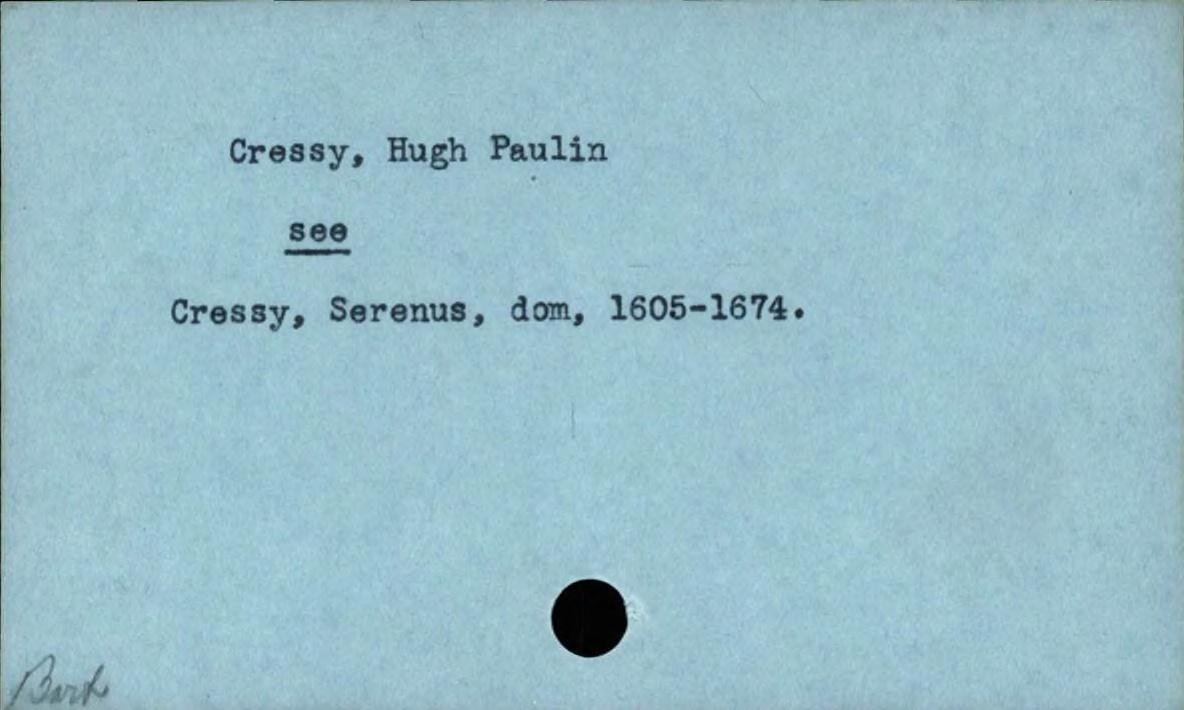 Cressy, Hugh Paulin
see
Cressy, Serenus, dom, 1605-1674.